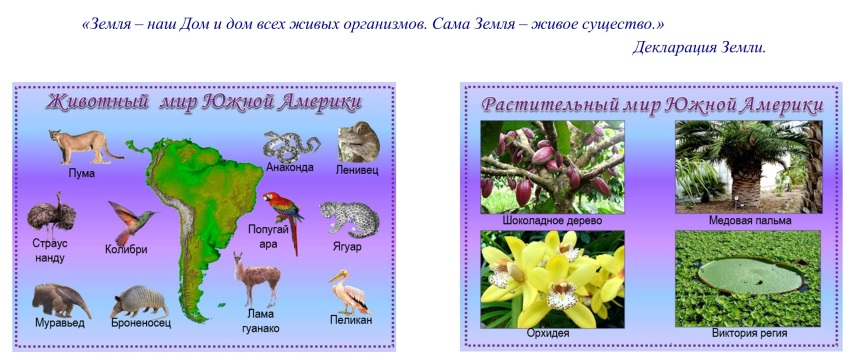 «Земля – наш Дом и дом всех живых организмов. Сама Земля – живое существо.»
Декларация Земли.
Животный мир Южной Америки
Пума
Анаконда
Ленивец
Страус
нанду
Колибри
Попугай
ара
Ягуар
Муравьед
Броненосец
Лама
гуанако
Пеликан
Растительный мир Южной Америки
Шоколадное дерево
Медовая пальма
Орхидея
Виктория регия